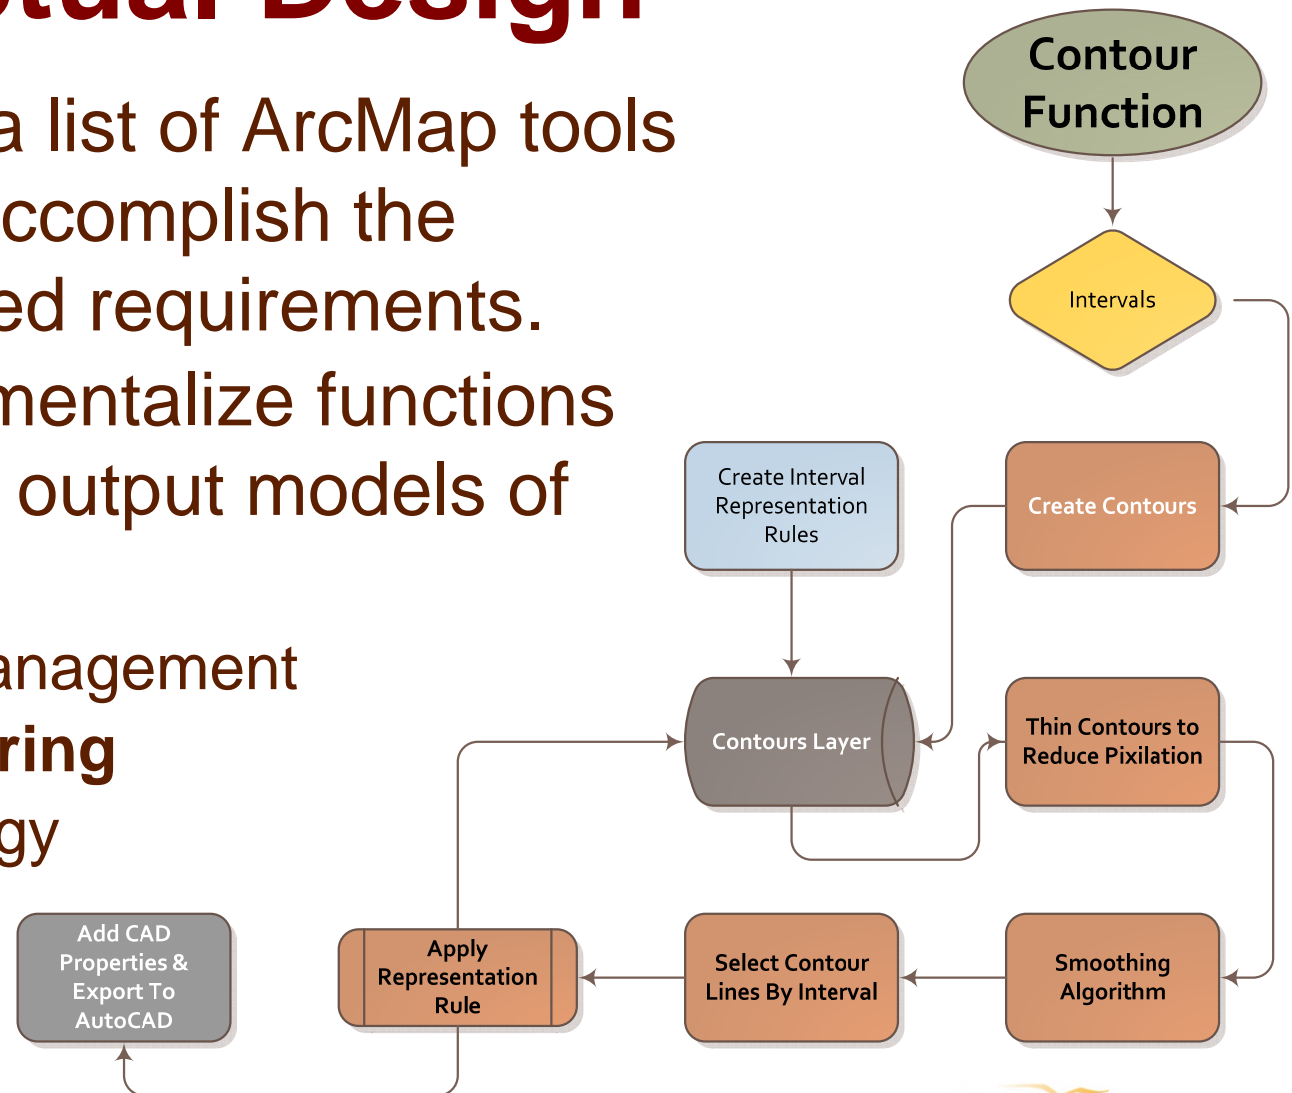 tual Design
a list of ArcMap tools
ccomplish the
ed requirements.
mentalize functions
output models of
anagement
ring
gy
Contour
Function
Intervals
Create Interval
Representation
Rules
Create Contours
Contours Layer
Thin Contours to
Reduce Pixilation
Add CAD
Properties &
Export To
AutoCAD
Apply
Representation
Rule
Select Contour
Lines By Interval
Smoothing
Algorithm